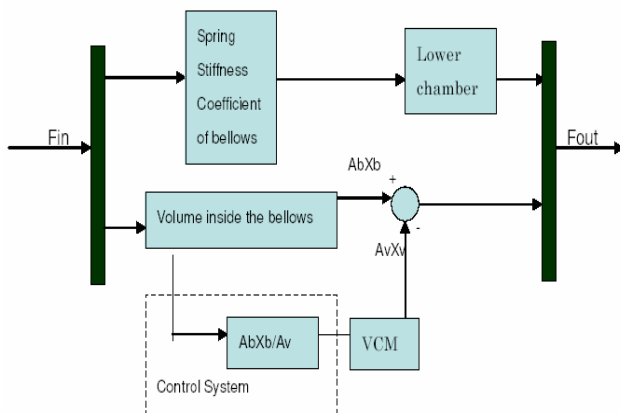 Spring
Stiffness
Coefficient
of bellows
Lower
chamber
Fin
Fout
AbXb
+
Volume inside the bellows
-
AvXv
AbXb/Av
VCM
Control System